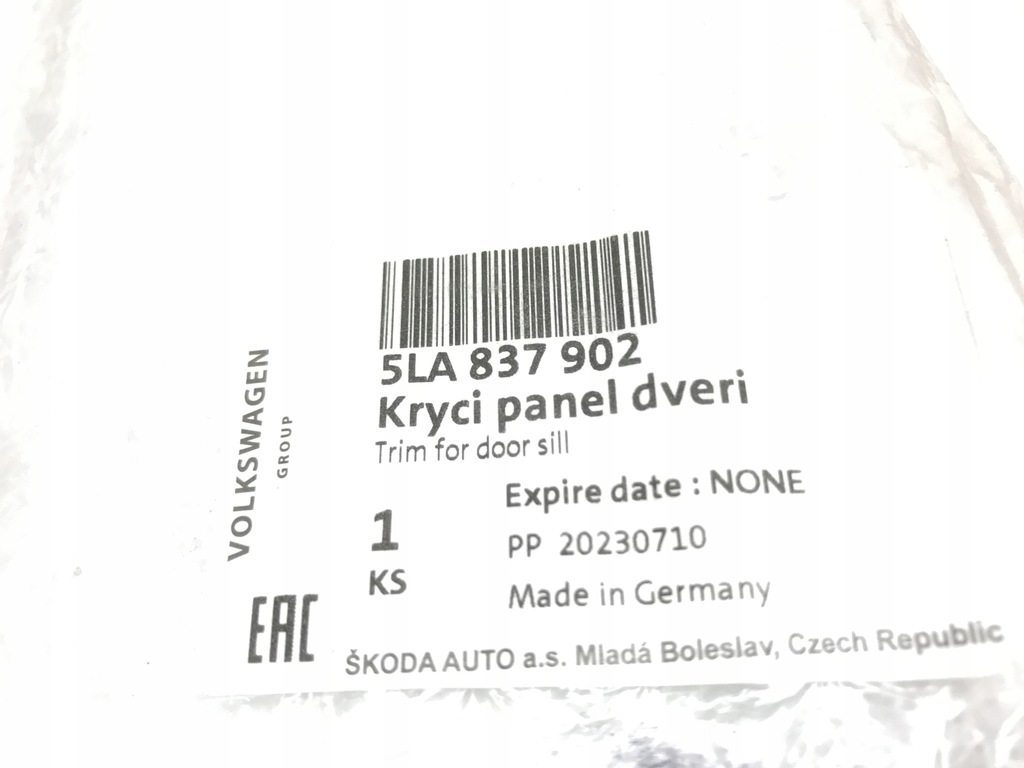 5LA 837 902
Kryci panel dveri
Trim for door sill
VOLKSWAGEN
GROUP
Expire date : NONE
1
KS
PP 20230710
Made in Germany
EAC
ŠKODA AUTO a.s. Mladá Boleslav, Czech Republic